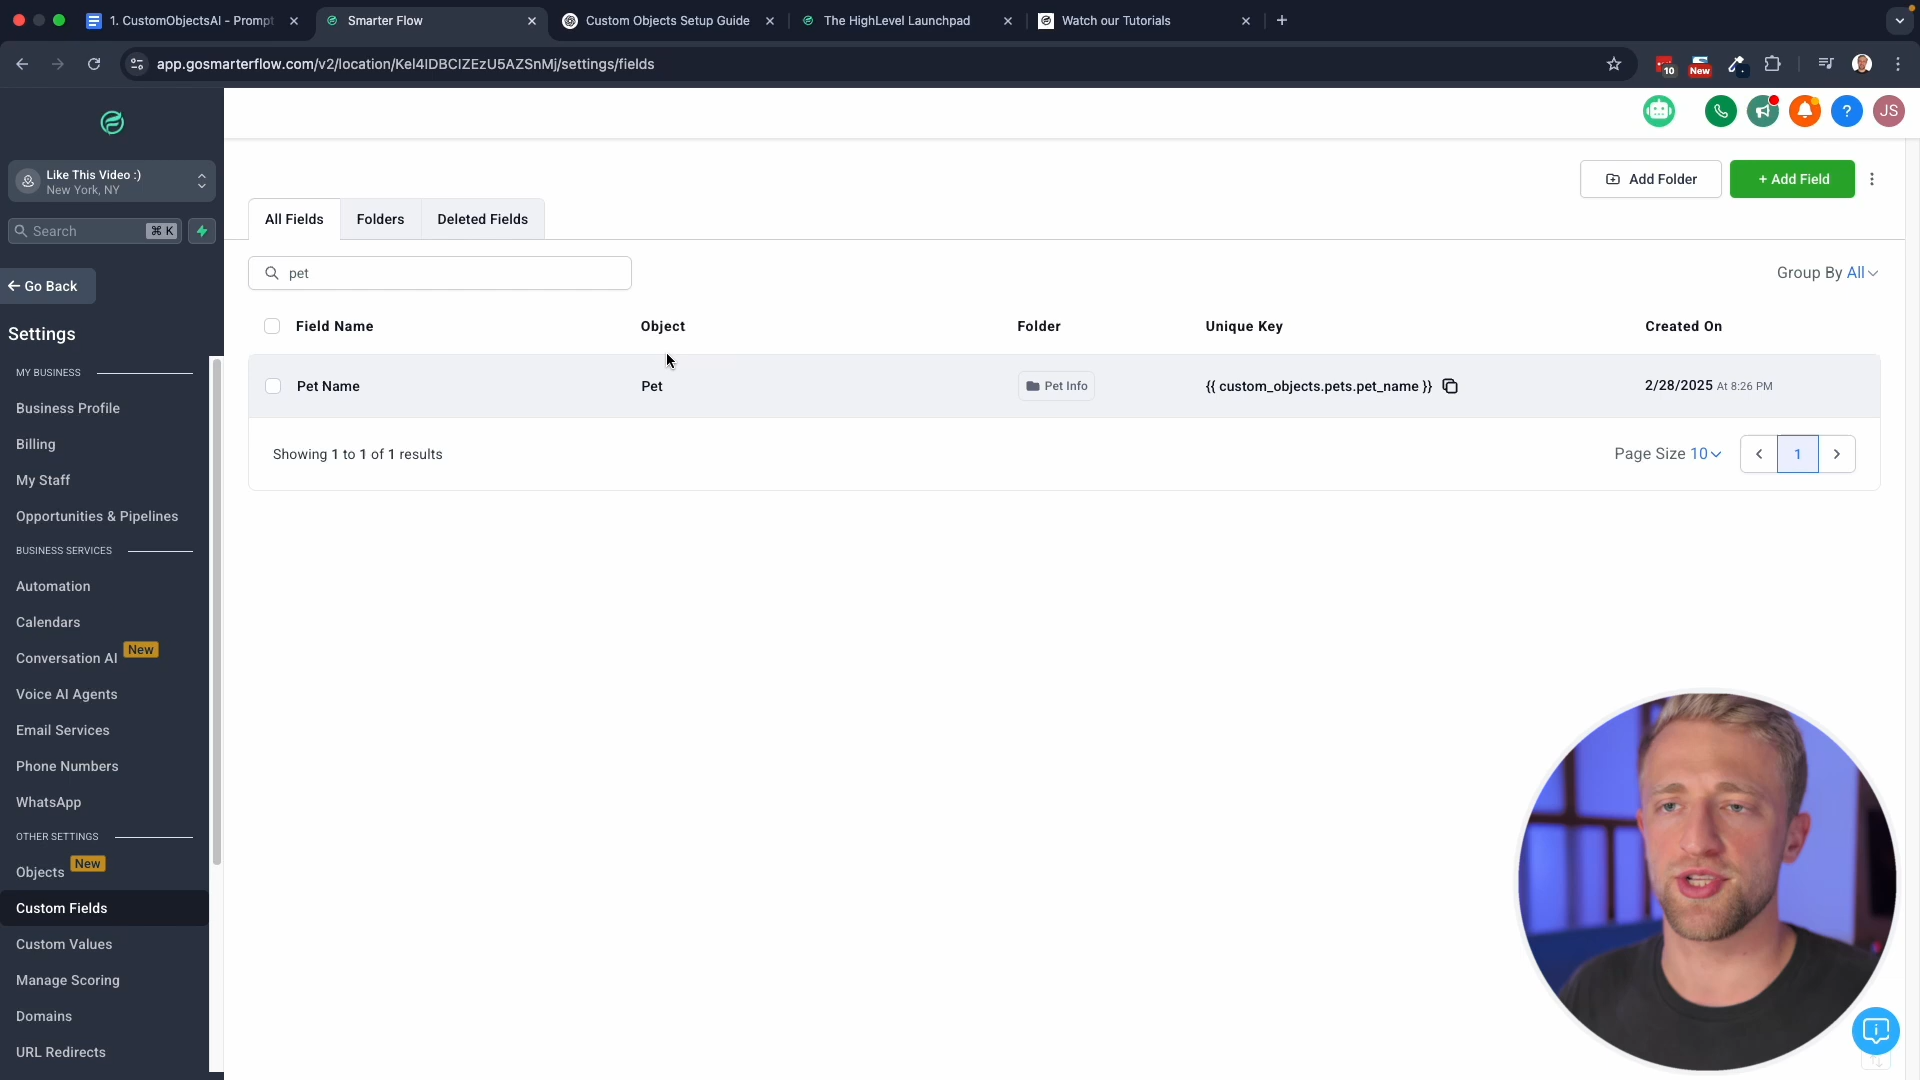 1. CustomObjectsAI - Prompt
Smarter Flow
Custom Objects Setup Guide
The HighLevel Launchpad
Watch our Tutorials
app.gosmarterflow.com/v2/location/Kel4IDBCIZEzU5AZSnMj/settings/fields
10
New
Like This Video :)
New York, NY
JS
Search
⌘ K
Go Back
Settings
MY BUSINESS
Business Profile
Billing
My Staff
Opportunities & Pipelines
BUSINESS SERVICES
Automation
Calendars
Conversation AI New
Voice AI Agents
Email Services
Phone Numbers
WhatsApp
OTHER SETTINGS
Objects New
Custom Fields
Custom Values
Manage Scoring
Domains
URL Redirects
Add Folder
+ Add Field
All Fields
Folders
Deleted Fields
pet
Group By All
Field Name
Object
Folder
Unique Key
Created On
Pet Name
Pet
Pet Info
{{ custom_objects.pets.pet_name }}
2/28/2025 At 8:26 PM
Showing 1 to 1 of 1 results
Page Size 10
1